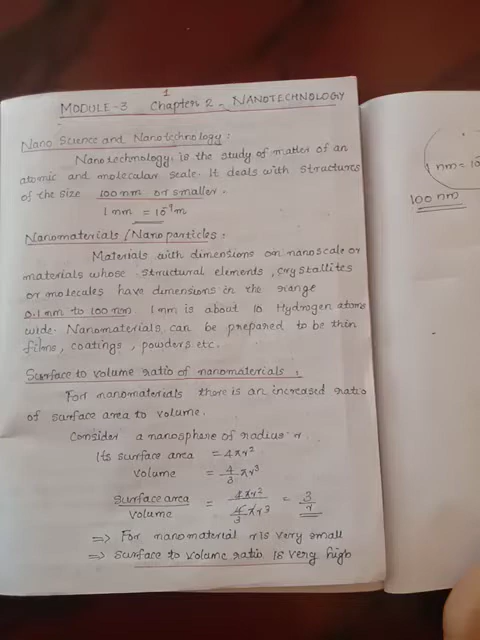 1
MODULE-3 Chapter: 2 - NANOTECHNOLOGY
Nano Science and Nanotechnology:
Nanotechnology is the study of matter of an
atomic and molecular scale. It deals with structures
of the size 100 nm or smaller.
1 nm = 10⁻⁹m
Nanomaterials/Nanoparticles:
Materials with dimensions on nanoscale or
materials whose structural elements, crystallites
or molecules have dimensions in the range
0.1 nm to 100 nm. 1nm is about 10 Hydrogen atoms
wide. Nanomaterials can be prepared to be thin
films, coatings, powders etc.
Surface to volume ratio of nanomaterials:
For nanomaterials there is an increased ratio
of surface area to volume.
Consider a nanosphere of radius r
Its surface area = 4πr²
Volume = 4/3 πr³
Surface area / Volume = 4πr² / 4/3 πr³ = 3/r
⇒ For nanomaterial r is very small
⇒ Surface to volume ratio is very high
1 nm = 10
100 nm